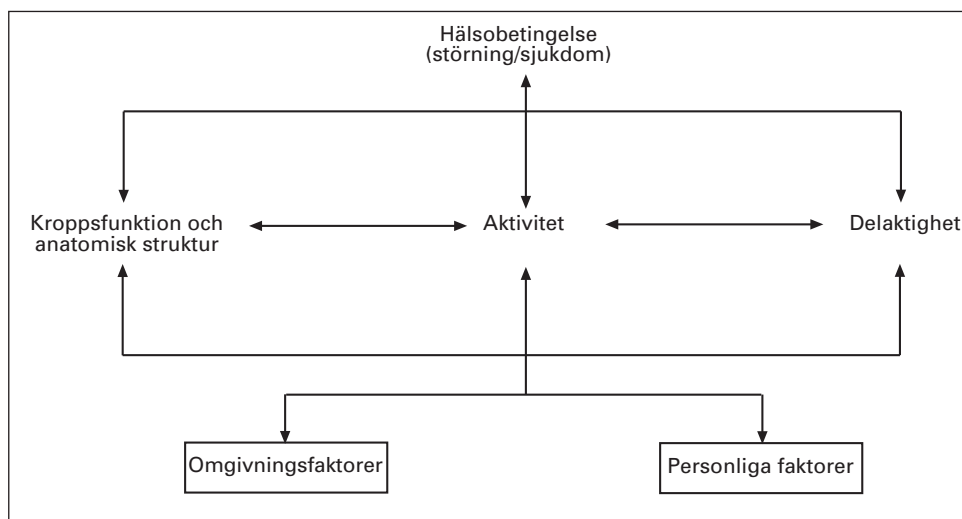 Hälsobetingelse
(störning/sjukdom)
Kroppsfunktion och
anatomisk struktur
Aktivitet
Delaktighet
Omgivningsfaktorer
Personliga faktorer